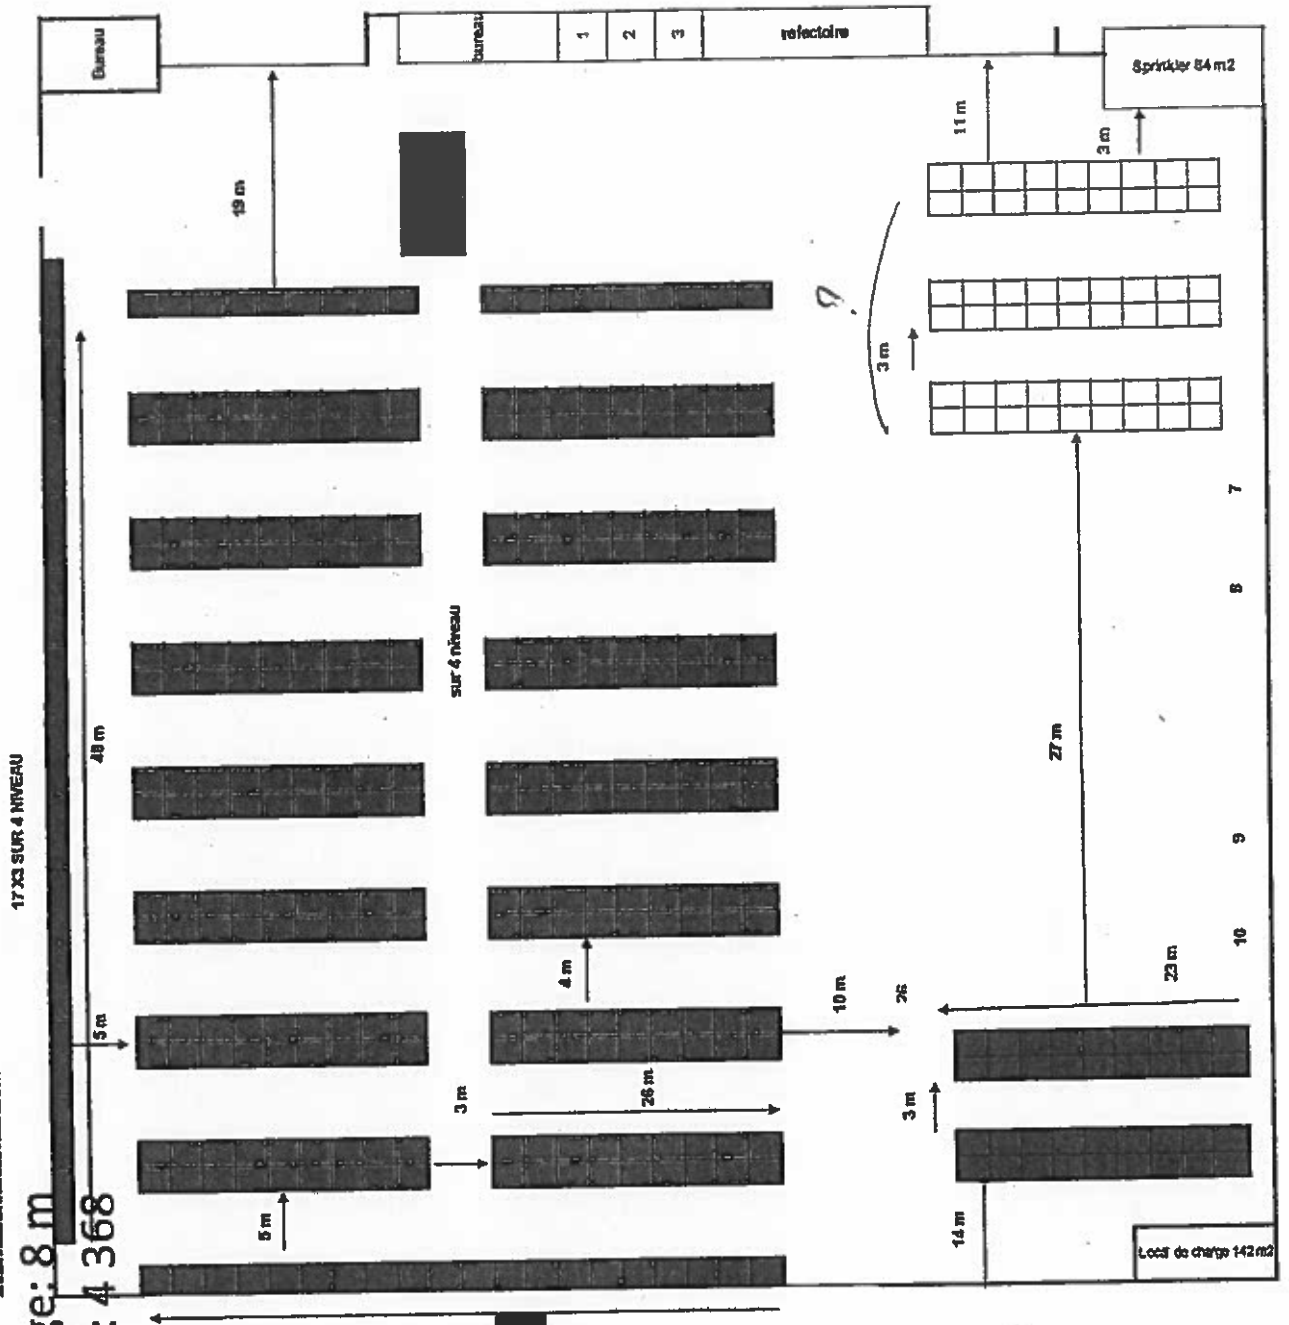 Bureau
bureau
1
2
3
refectoire
Sprinkler 84 m2
19 m
11 m
3 m
3 m
?
17 X3 SUR 4 NIVEAU
48 m
sur 4 niveau
7
8
27 m
9
10
23 m
5 m
4 m
10 m
26
3 m
26 m
3 m
5 m
14 m
Local de charge 142 m2
re: 8 m
: 4 368